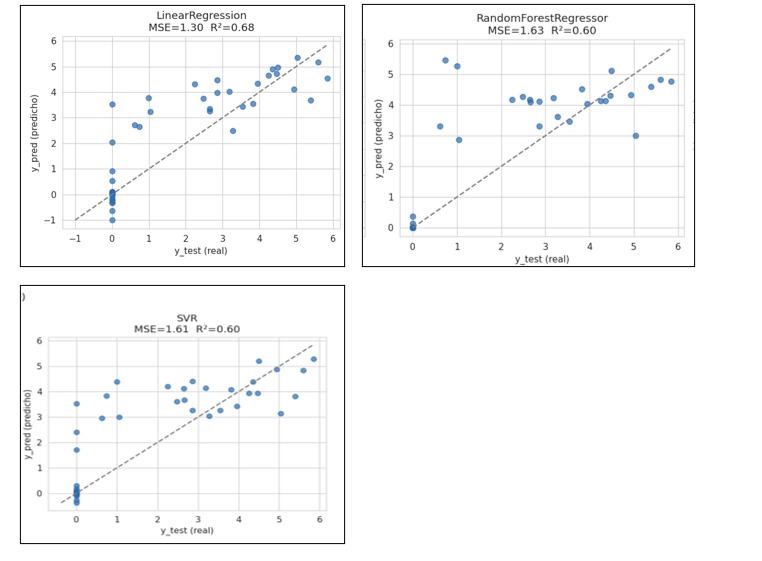 LinearRegression
MSE=1.30 R²=0.68
6
5
4
3
2
1
0
−1
y_pred (predicho)
−1 0 1 2 3 4 5 6
y_test (real)
RandomForestRegressor
MSE=1.63 R²=0.60
6
5
4
3
2
1
0
y_pred (predicho)
0 1 2 3 4 5 6
y_test (real)
)
SVR
MSE=1.61 R²=0.60
6
5
4
3
2
1
0
y_pred (predicho)
0 1 2 3 4 5 6
y_test (real)